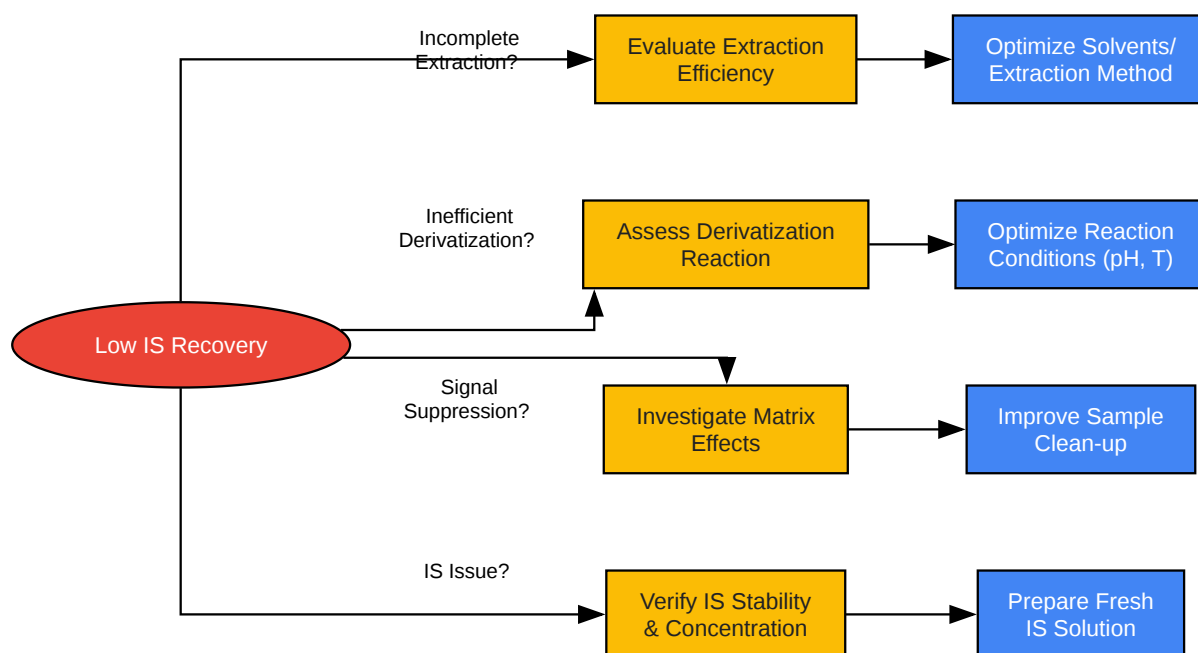 Incomplete
Extraction?
Evaluate Extraction
Efficiency
Optimize Solvents/
Extraction Method
Inefficient
Derivatization?
Assess Derivatization
Reaction
Optimize Reaction
Conditions (pH, T)
Low IS Recovery
Signal
Suppression?
Investigate Matrix
Effects
Improve Sample
Clean-up
IS Issue?
Verify IS Stability
& Concentration
Prepare Fresh
IS Solution